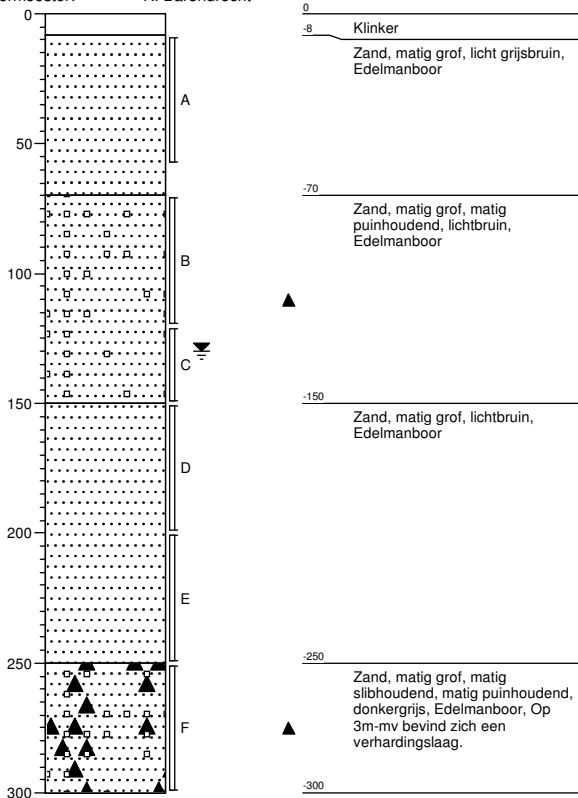 0
50
100
150
200
250
300
A
B
C
D
E
F
0
-8
Klinker
Zand, matig grof, licht grijsbruin,
Edelmanboor
-70
Zand, matig grof, matig
puinhoudend, lichtbruin,
Edelmanboor
-150
Zand, matig grof, lichtbruin,
Edelmanboor
-250
Zand, matig grof, matig
slibhoudend, matig puinhoudend,
donkergrijs, Edelmanboor, Op
3m-mv bevind zich een
verhardingslaag.
-300